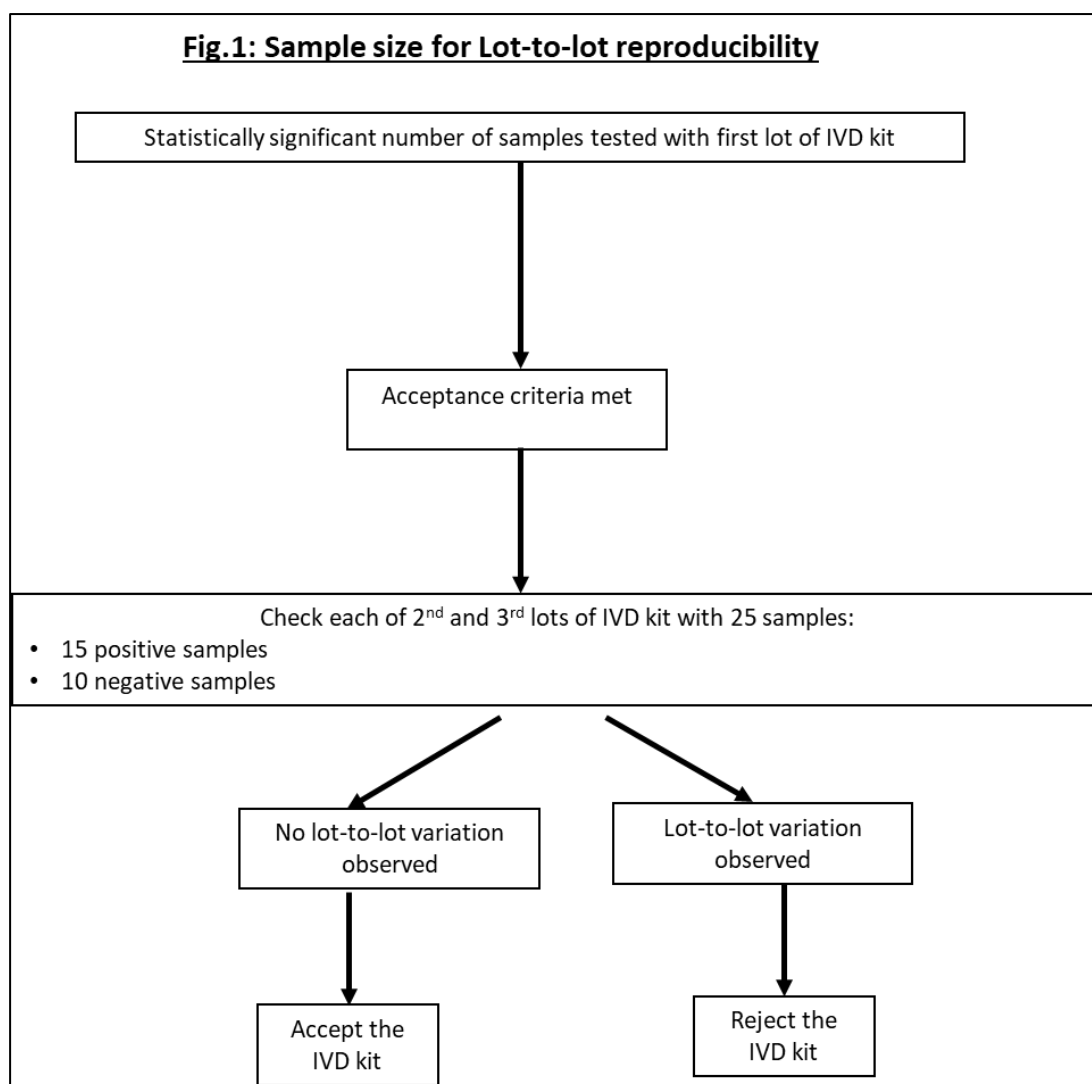 Fig.1: Sample size for Lot-to-lot reproducibility
Statistically significant number of samples tested with first lot of IVD kit
Acceptance criteria met
Check each of 2nd and 3rd lots of IVD kit with 25 samples:
• 15 positive samples
• 10 negative samples
No lot-to-lot variation
observed
Lot-to-lot variation
observed
Accept the
IVD kit
Reject the
IVD kit